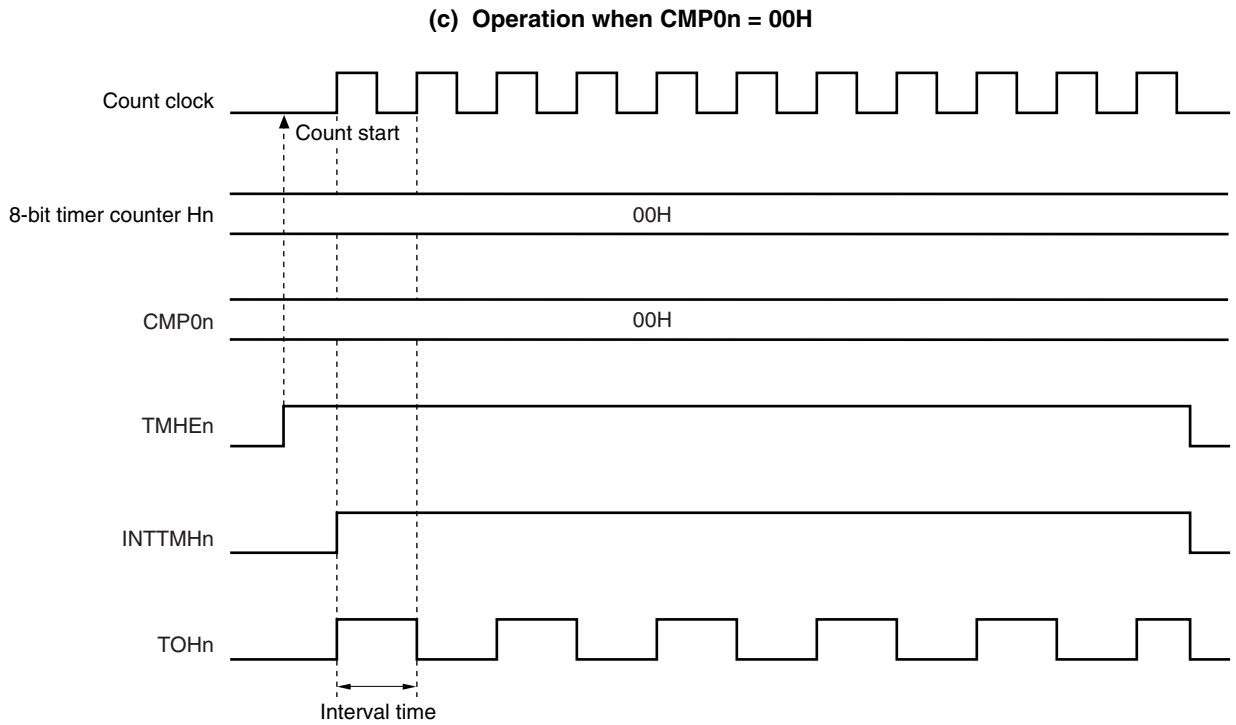 (c) Operation when CMP0n = 00H
Count clock
Count start
8-bit timer counter Hn
00H
CMP0n
00H
TMHEn
INTTMHn
TOHn
Interval time